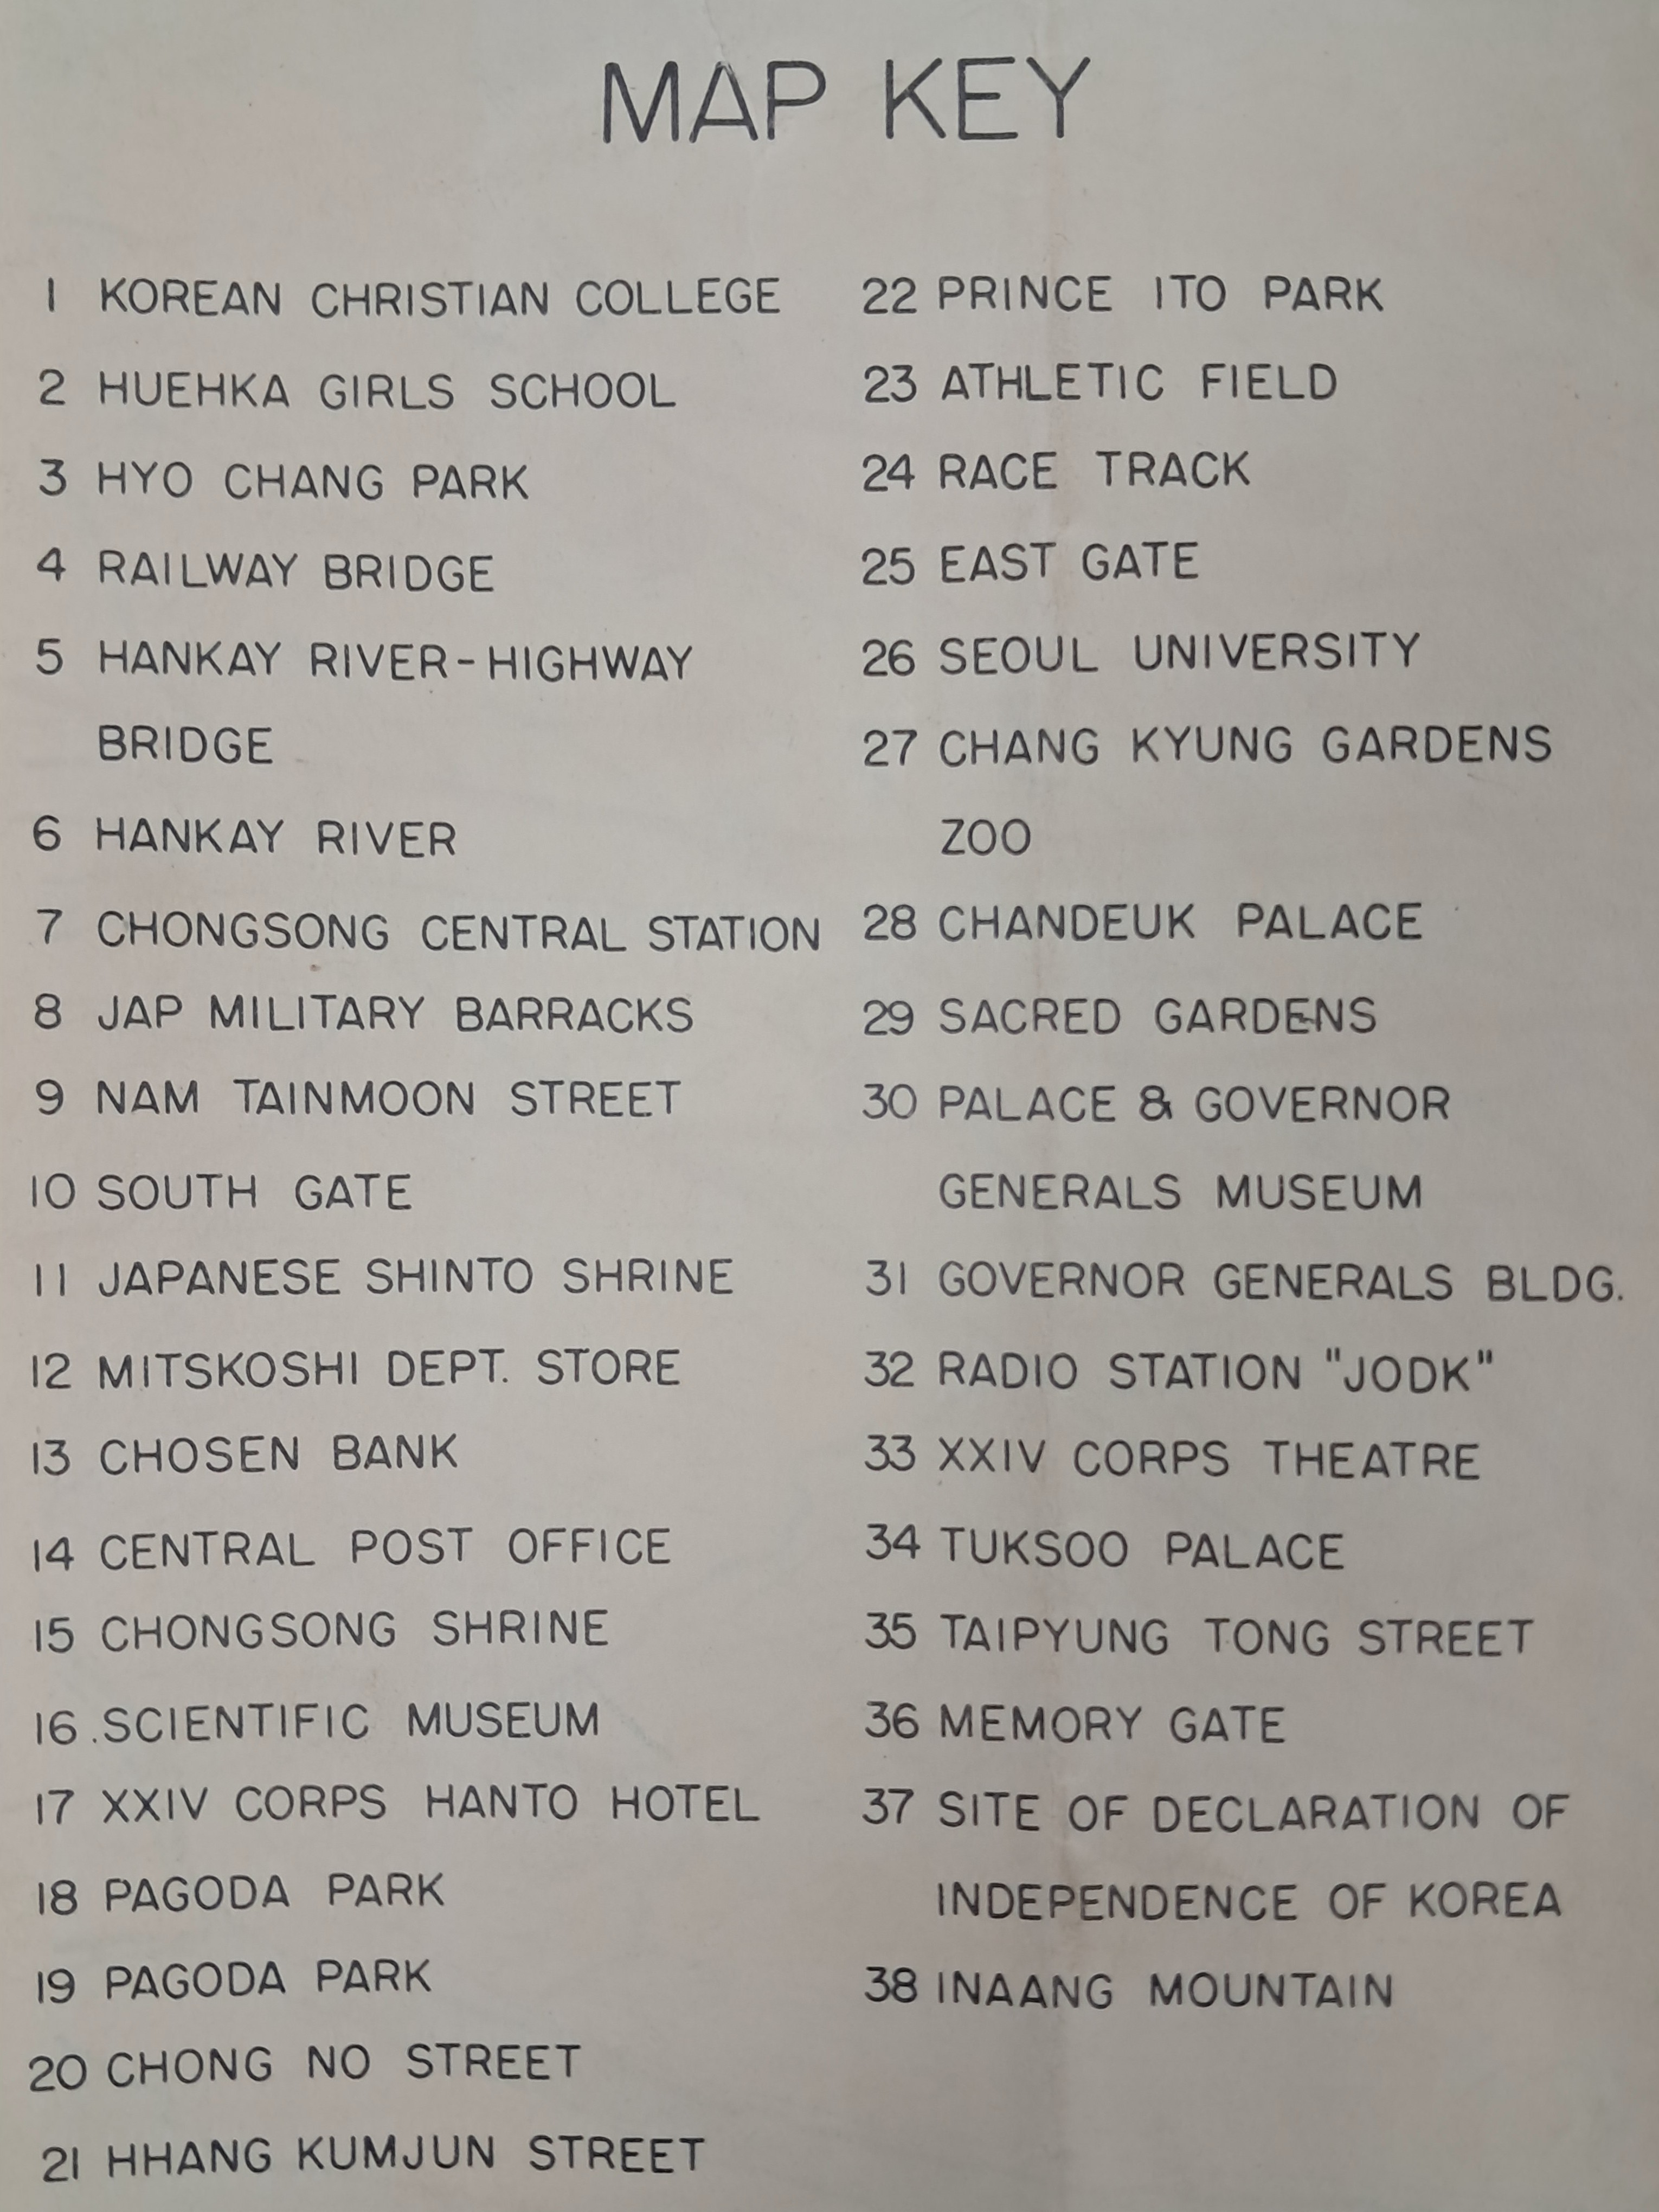 MAP KEY
1 KOREAN CHRISTIAN COLLEGE
2 HUEHKA GIRLS SCHOOL
3 HYO CHANG PARK
4 RAILWAY BRIDGE
5 HANKAY RIVER-HIGHWAY
BRIDGE
6 HANKAY RIVER
7 CHONGSONG CENTRAL STATION
8 JAP MILITARY BARRACKS
9 NAM TAINMOON STREET
10 SOUTH GATE
11 JAPANESE SHINTO SHRINE
12 MITSKOSHI DEPT. STORE
13 CHOSEN BANK
14 CENTRAL POST OFFICE
15 CHONGSONG SHRINE
16 .SCIENTIFIC MUSEUM
17 XXIV CORPS HANTO HOTEL
18 PAGODA PARK
19 PAGODA PARK
20 CHONG NO STREET
21 HHANG KUMJUN STREET
22 PRINCE ITO PARK
23 ATHLETIC FIELD
24 RACE TRACK
25 EAST GATE
26 SEOUL UNIVERSITY
27 CHANG KYUNG GARDENS
ZOO
28 CHANDEUK PALACE
29 SACRED GARDENS
30 PALACE & GOVERNOR
GENERALS MUSEUM
31 GOVERNOR GENERALS BLDG.
32 RADIO STATION "JODK"
33 XXIV CORPS THEATRE
34 TUKSOO PALACE
35 TAIPYUNG TONG STREET
36 MEMORY GATE
37 SITE OF DECLARATION OF
INDEPENDENCE OF KOREA
38 INAANG MOUNTAIN